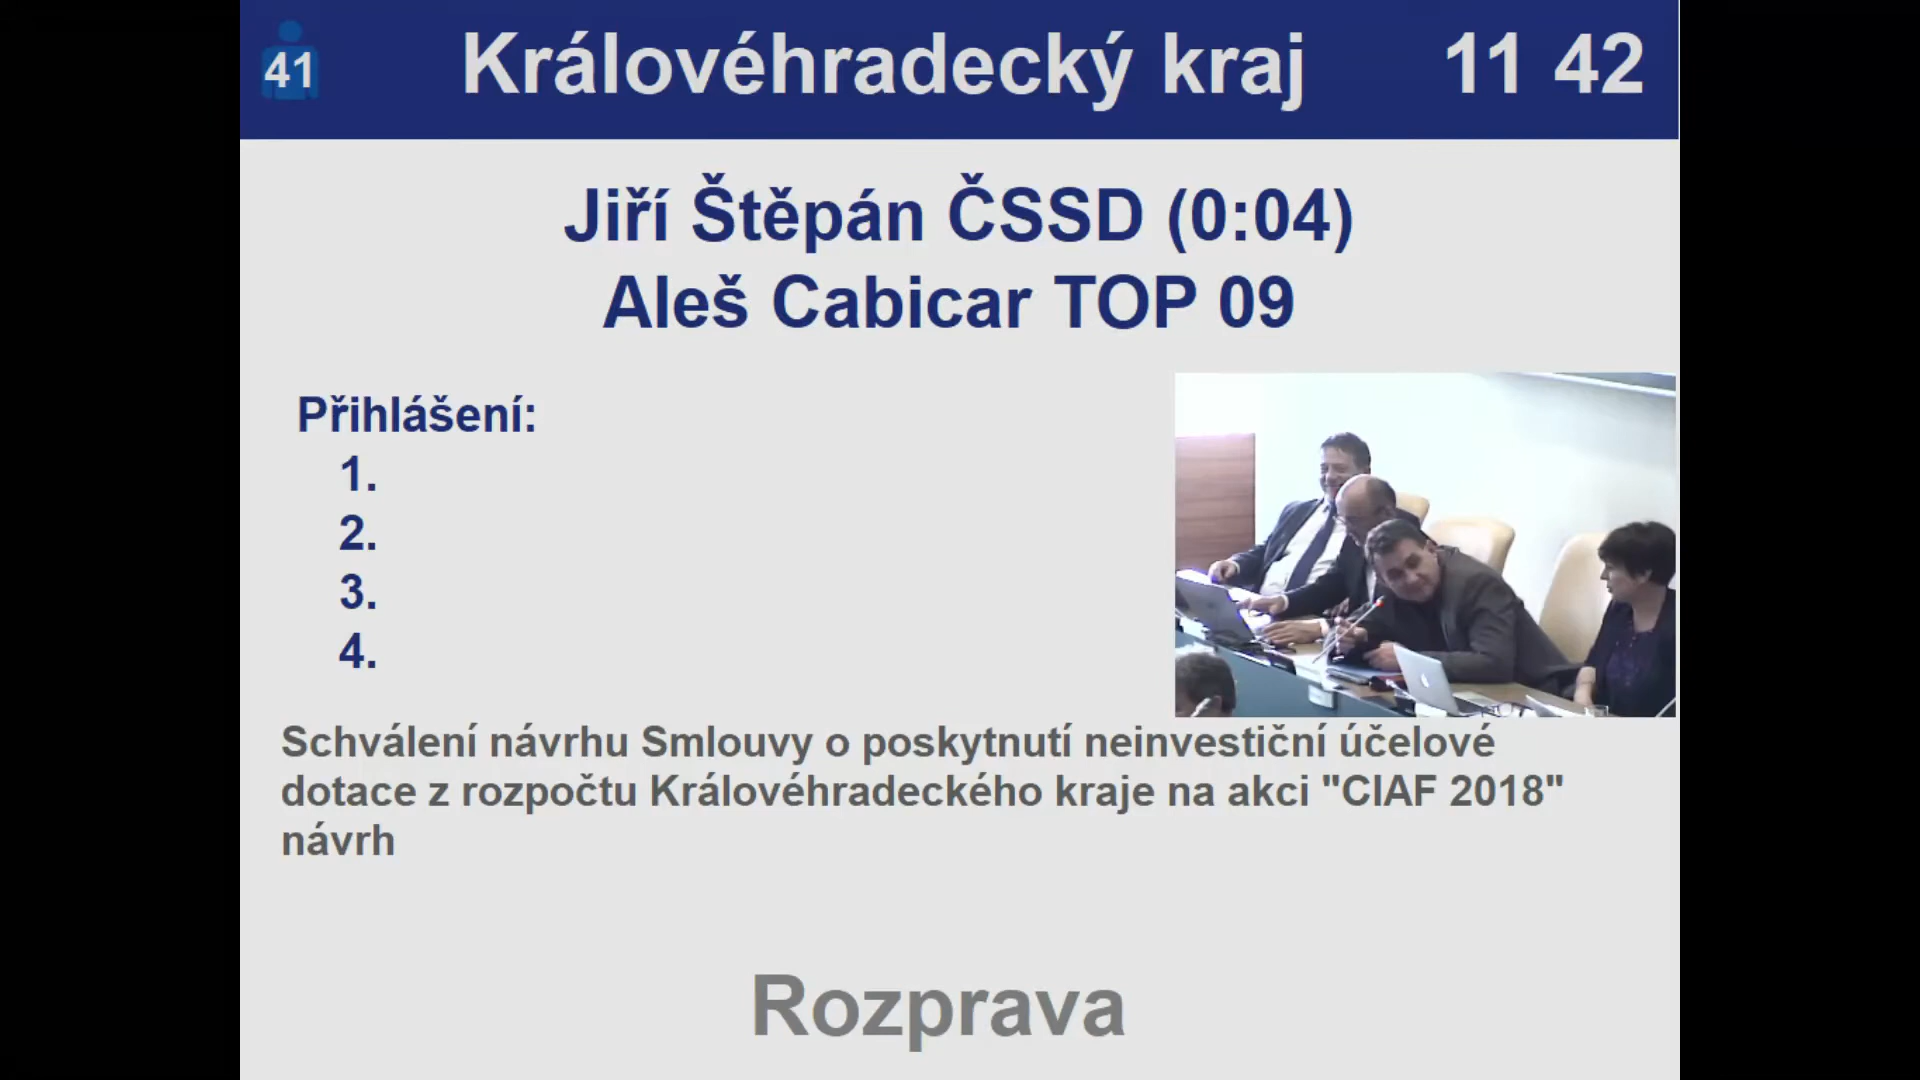 41
Královéhradecký kraj
11 42
Jiří Štěpán ČSSD (0:04)
Aleš Cabicar TOP 09
Přihlášení:
1.
2.
3.
4.
Schválení návrhu Smlouvy o poskytnutí neinvestiční účelové
dotace z rozpočtu Královéhradeckého kraje na akci "CIAF 2018"
návrh
Rozprava